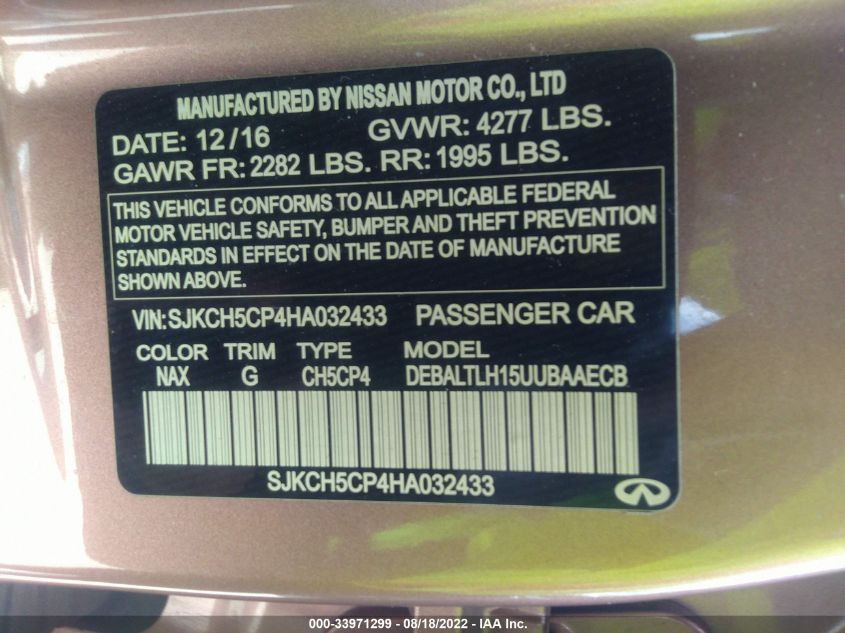 MANUFACTURED BY NISSAN MOTOR CO., LTD
DATE: 12/16 GVWR: 4277 LBS.
GAWR FR: 2282 LBS. RR: 1995 LBS.
THIS VEHICLE CONFORMS TO ALL APPLICABLE FEDERAL
MOTOR VEHICLE SAFETY, BUMPER AND THEFT PREVENTION
STANDARDS IN EFFECT ON THE DATE OF MANUFACTURE
SHOWN ABOVE.
VIN: SJKCH5CP4HA032433 PASSENGER CAR
COLOR TRIM TYPE MODEL
NAX G CH5CP4 DEBALTLH15UUBAAECB
SJKCH5CP4HA032433
000-33971299 - 08/18/2022 - IAA Inc.